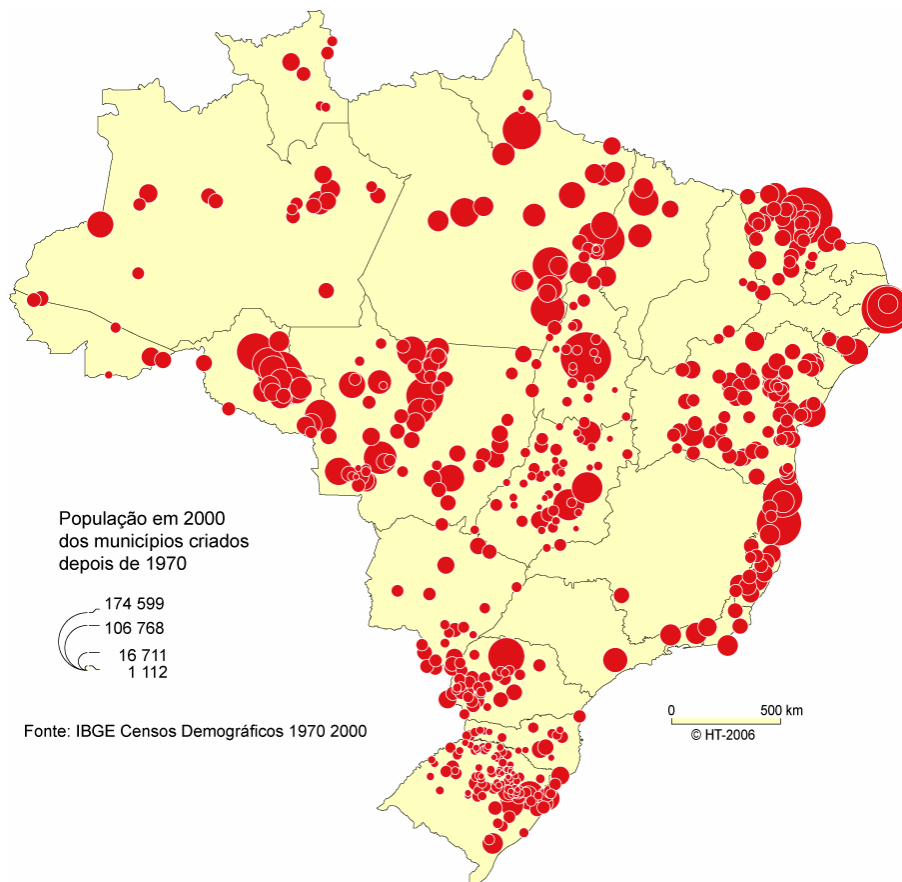 População em 2000
dos municípios criados
depois de 1970
174 599
106 768
16 711
1 112
Fonte: IBGE Censos Demográficos 1970 2000
0 500 km
© HT-2006